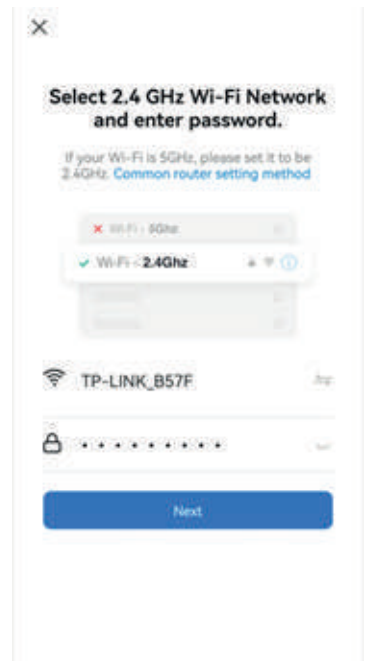 Select 2.4 GHz Wi-Fi Network
and enter password.
If your Wi-Fi is 5GHz, please set it to be
2.4GHz. Common router setting method
Wi-Fi - 5Ghz
Wi-Fi - 2.4Ghz
TP-LINK_B57F
Next